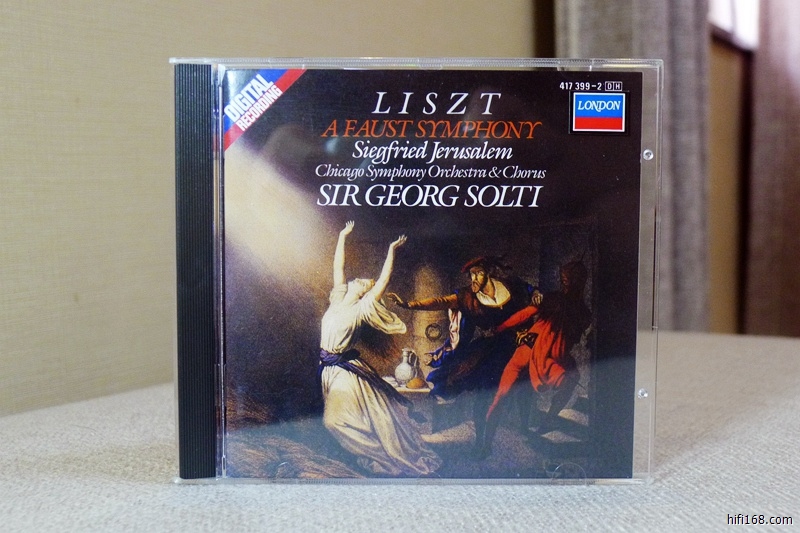 DIGITAL
RECORDING
417 399-2 DH
LONDON
LISZT
A FAUST SYMPHONY
Siegfried Jerusalem
Chicago Symphony Orchestra & Chorus
SIR GEORG SOLTI
hifi168.com